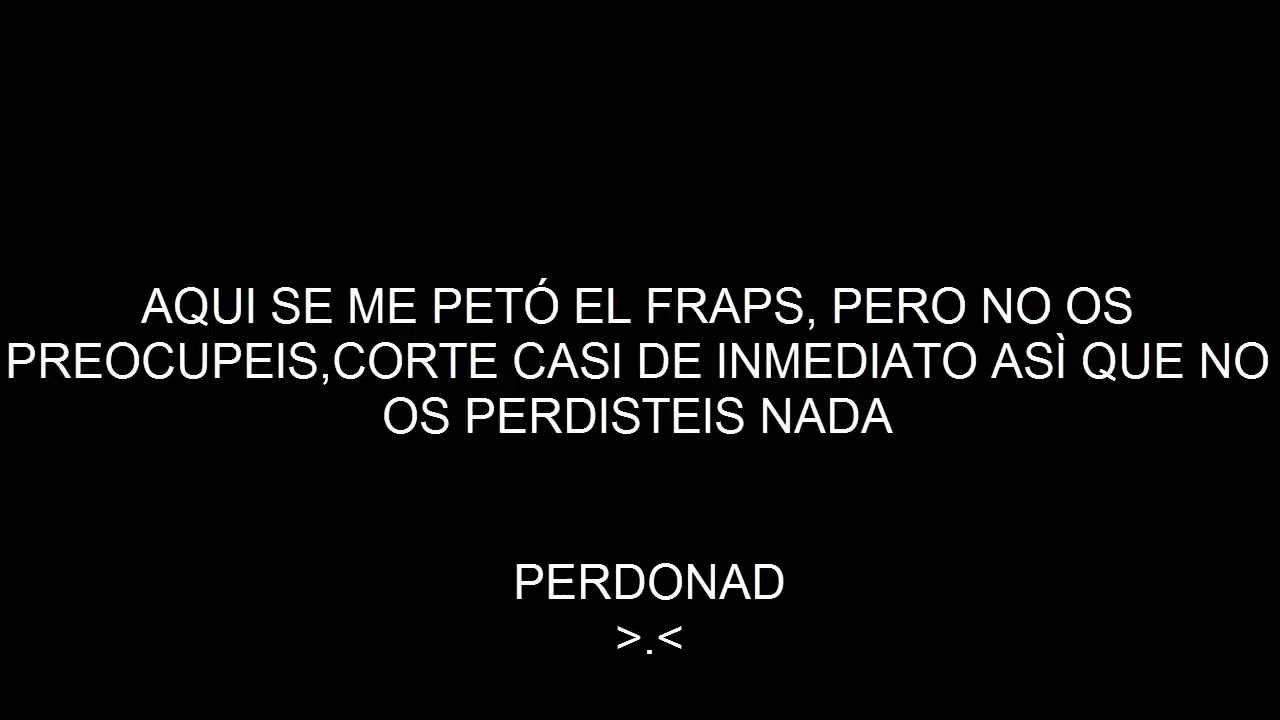 AQUI SE ME PETÓ EL FRAPS, PERO NO OS
PREOCUPEIS,CORTE CASI DE INMEDIATO ASÌ QUE NO
OS PERDISTEIS NADA
PERDONAD
>.<